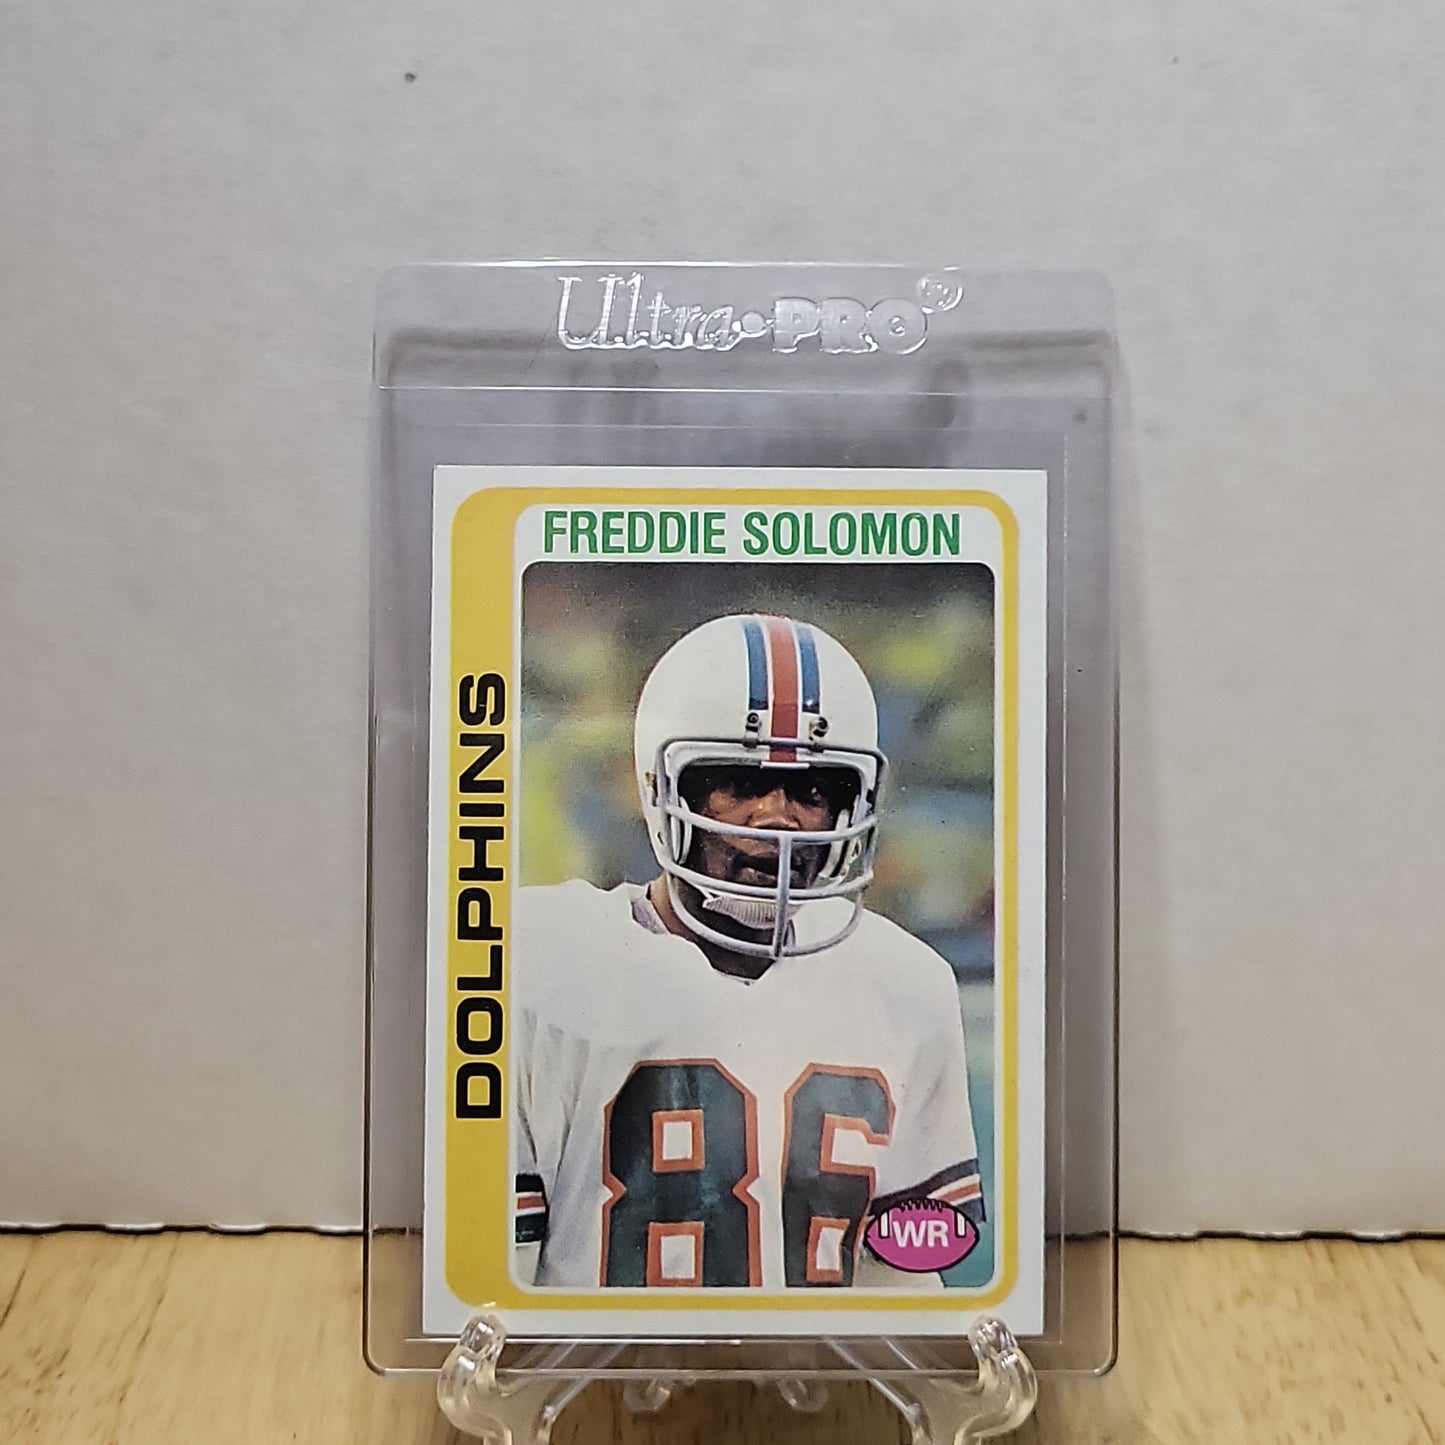 Ultra•PRO®
FREDDIE SOLOMON
DOLPHINS
86
WR